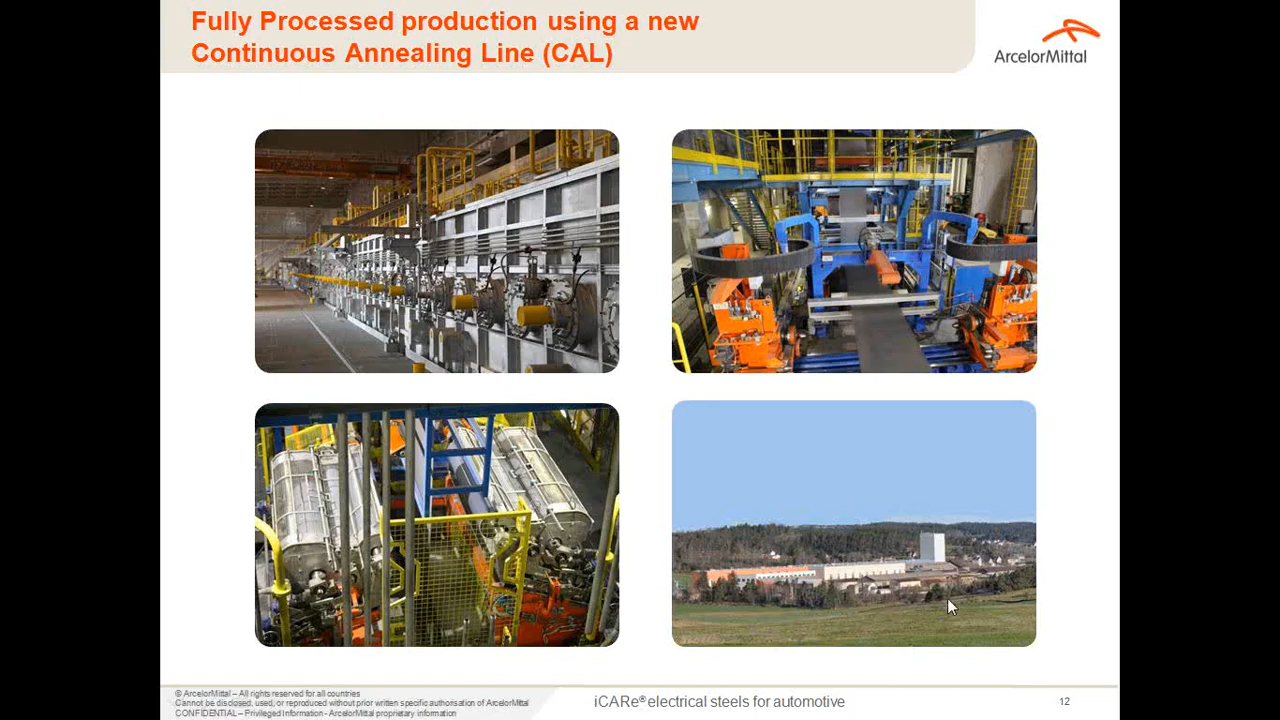 Fully Processed production using a new
Continuous Annealing Line (CAL)
ArcelorMittal
© ArcelorMittal – All rights reserved for all countries
Cannot be disclosed, used, or reproduced without prior written specific authorisation of ArcelorMittal
CONFIDENTIAL – Privileged Information - ArcelorMittal proprietary information
iCARe® electrical steels for automotive
12